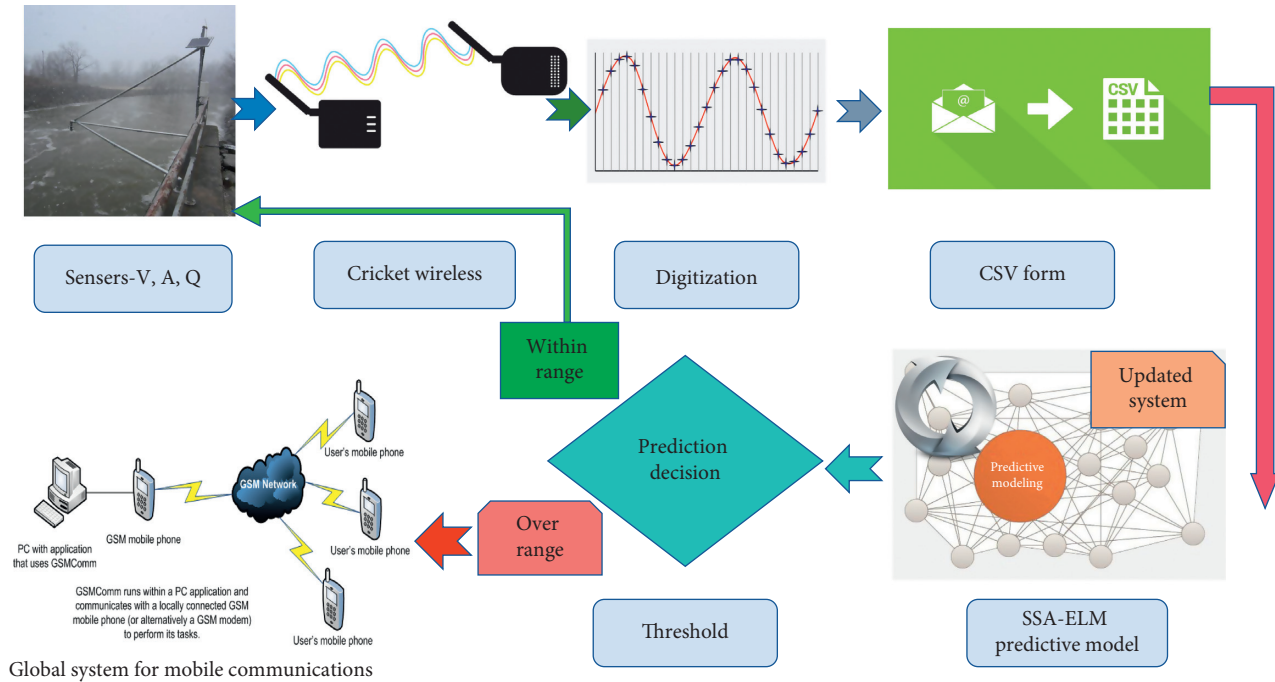 @
CSV
Sensers-V, A, Q
Cricket wireless
Digitization
CSV form
Within
range
Updated
system
Prediction
decision
Predictive
modeling
Over
range
Threshold
SSA-ELM
predictive model
User's mobile phone
GSM Network
User's mobile phone
GSM mobile phone
PC with application
that uses GSMComm
User's mobile phone
GSMComm runs within a PC application and
communicates with a locally connected GSM
mobile phone (or alternatively a GSM modem)
to perform its tasks.
Global system for mobile communications